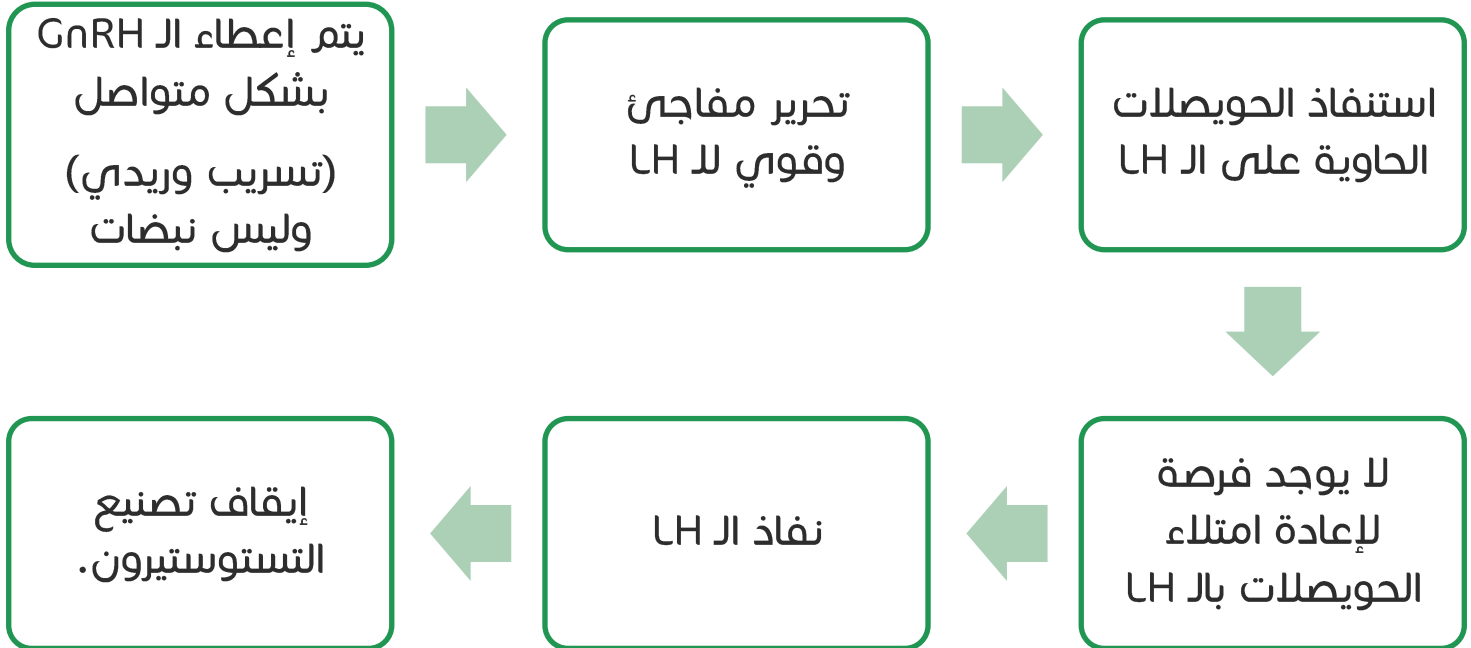 يتم إعطاء الـ GnRH
بشكل متواصل
(تسريب وريدي)
وليس نبضات
تحرير مفاجئ
وقوي للـ LH
استنفاذ الحويصلات
الحاوية على الـ LH
لا يوجد فرصة
لإعادة امتلاء
الحويصلات بالـ LH
نفاذ الـ LH
إيقاف تصنيع
التستوستيرون.